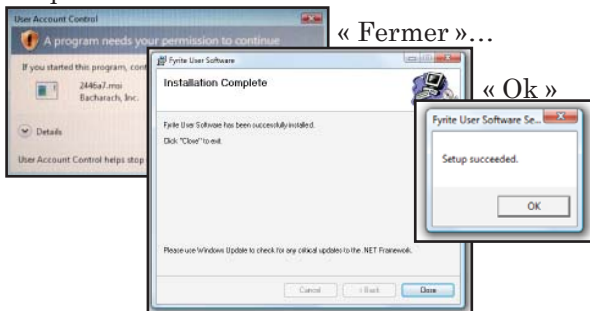 User Account Control
A program needs your permission to continue
If you started this program, cont
2446a7.msi
Bacharach, Inc.
Details
User Account Control helps stop
« Fermer »…
Fyrite User Software
Installation Complete
Fyrite User Software has been successfully installed.
Click "Close" to exit.
Please use Windows Update to check for any critical updates to the .NET Framework.
Cancel
< Back
Close
« Ok »
Fyrite User Software Se...
Setup succeeded.
OK